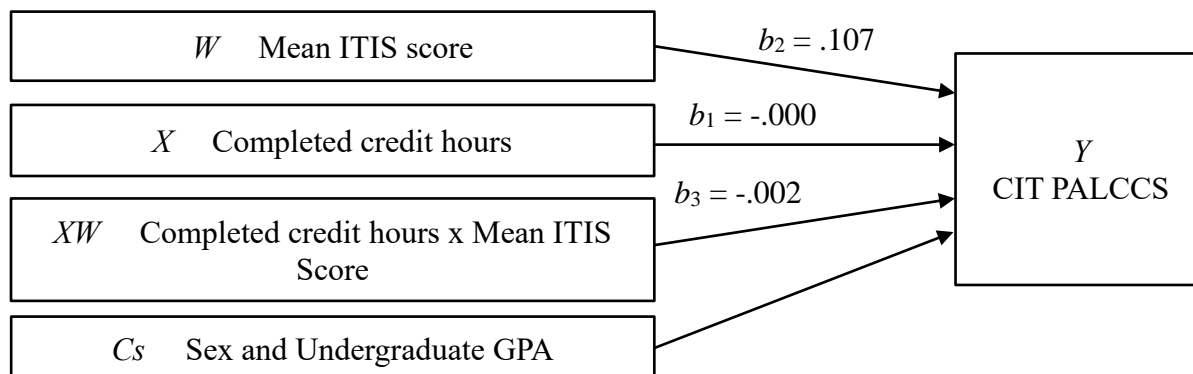 W Mean ITIS score
b2 = .107
X Completed credit hours
b1 = -.000
Y
CIT PALCCS
XW Completed credit hours x Mean ITIS
Score
b3 = -.002
Cs Sex and Undergraduate GPA